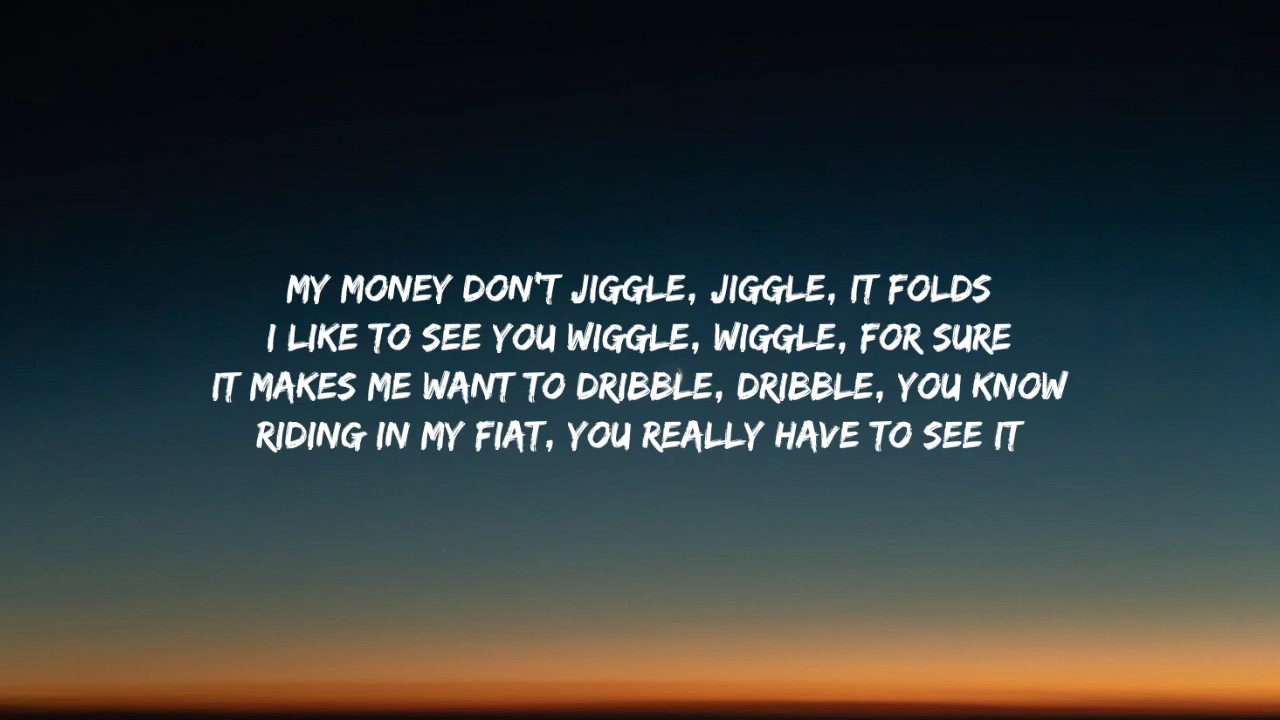 MY MONEY DON'T JIGGLE, JIGGLE, IT FOLDS
I LIKE TO SEE YOU WIGGLE, WIGGLE, FOR SURE
IT MAKES ME WANT TO DRIBBLE, DRIBBLE, YOU KNOW
RIDING IN MY FIAT, YOU REALLY HAVE TO SEE IT